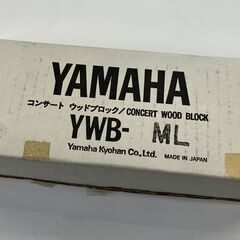 YAMAHA
コンサート ウッドブロック/CONCERT WOOD BLOCK
YWB- ML
Yamaha Kyohan Co.,Ltd. MADE IN JAPAN